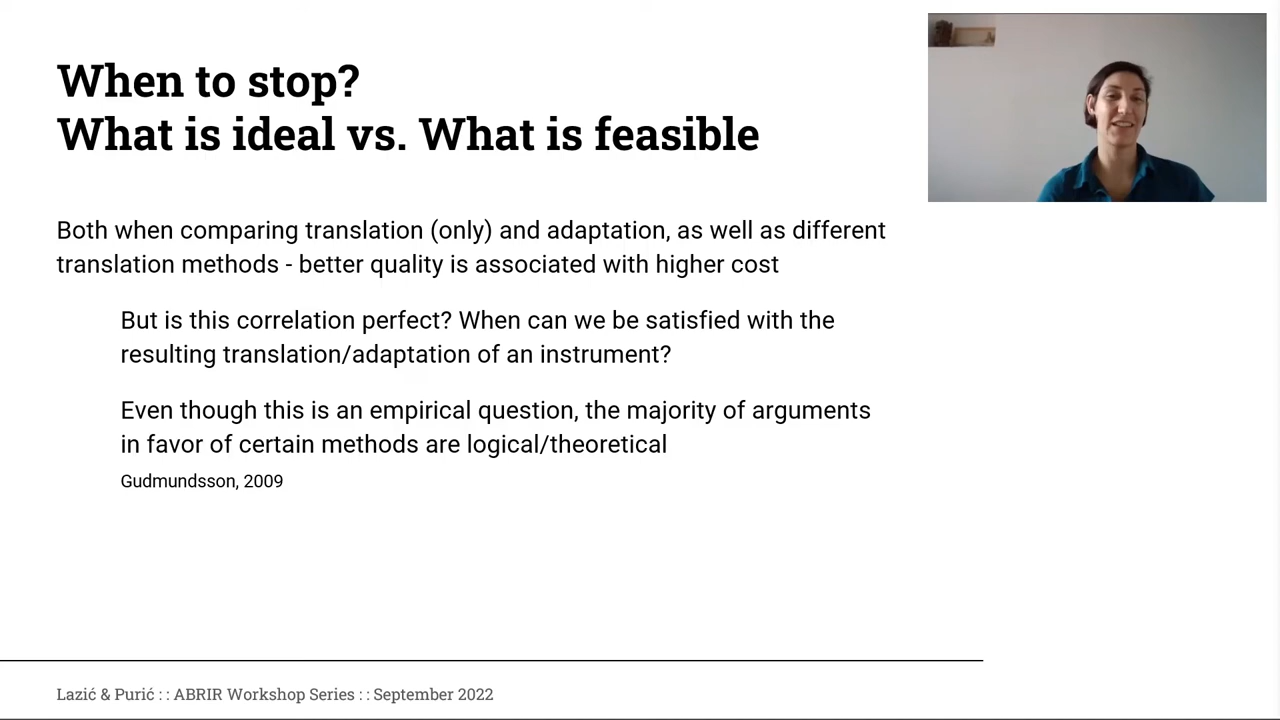 When to stop?
What is ideal vs. What is feasible
Both when comparing translation (only) and adaptation, as well as different
translation methods - better quality is associated with higher cost
But is this correlation perfect? When can we be satisfied with the
resulting translation/adaptation of an instrument?
Even though this is an empirical question, the majority of arguments
in favor of certain methods are logical/theoretical
Gudmundsson, 2009
Lazić & Purić : : ABRIR Workshop Series : : September 2022